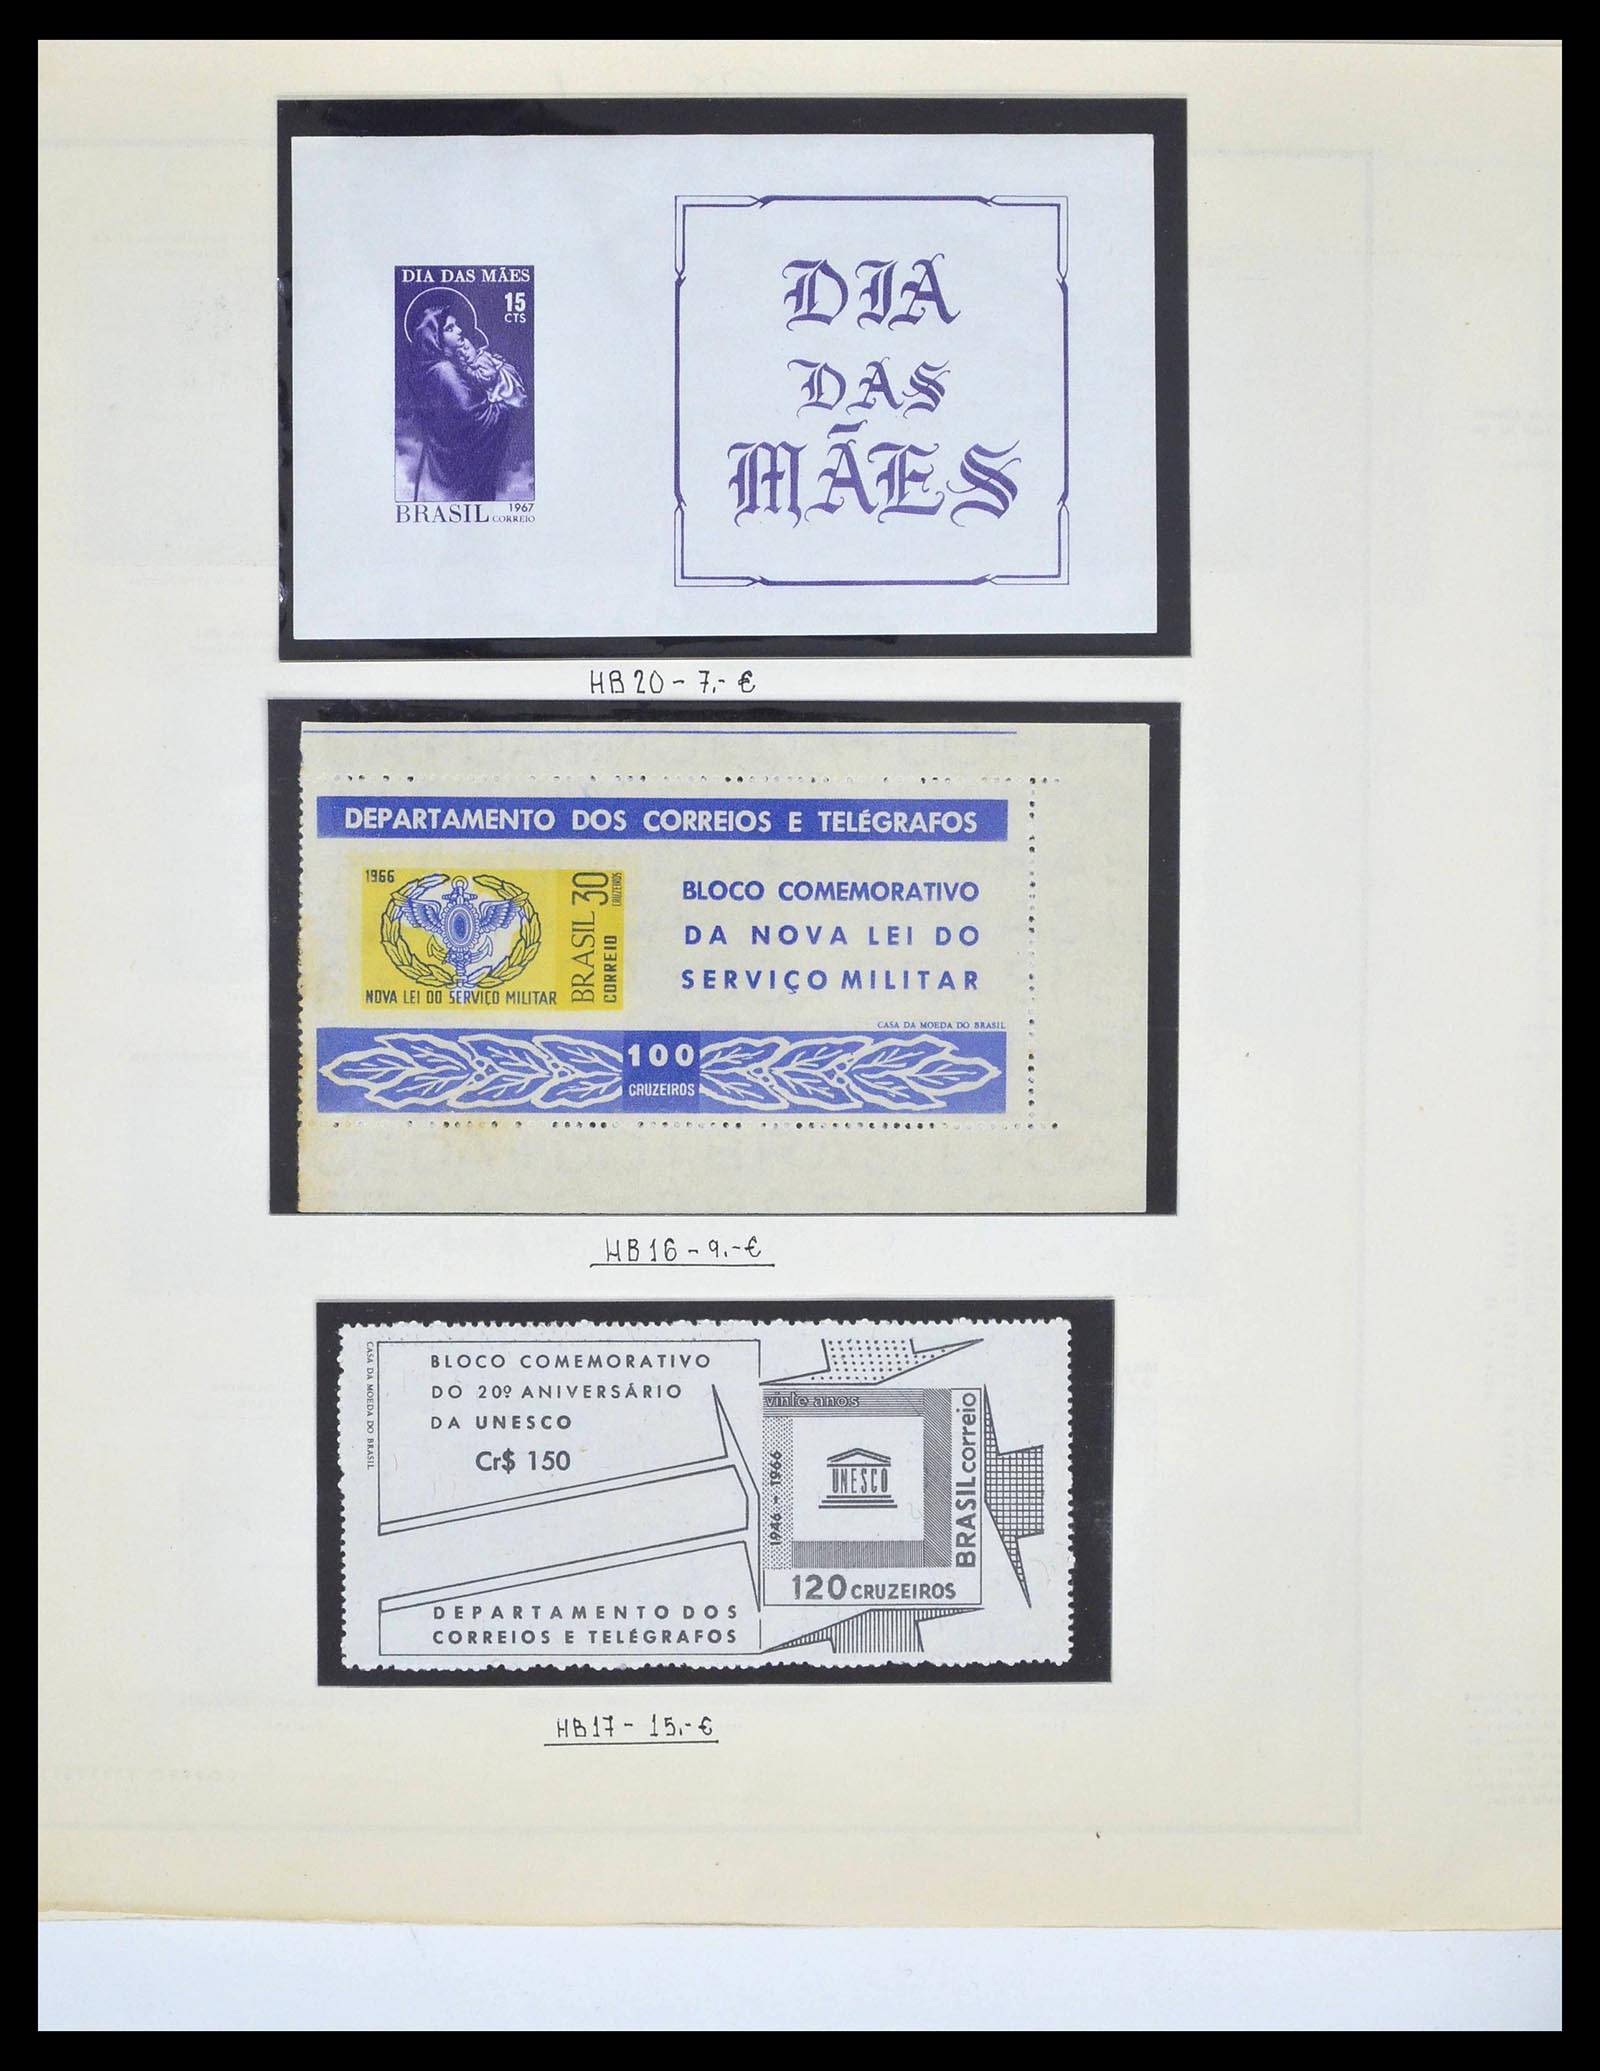 DIA DAS MÃES
15
CTS
BRASIL 1967
CORREIO
DIA
DAS
MÃES
HB 20 - 7,- €
DEPARTAMENTO DOS CORREIOS E TELÉGRAFOS
1966
BRASIL 30
CRUZEIROS
CORREIO
NOVA LEI DO SERVIÇO MILITAR
BLOCO COMEMORATIVO
DA NOVA LEI DO
SERVIÇO MILITAR
CASA DA MOEDA DO BRASIL
100
CRUZEIROS
HB 16 - 9.- €
CASA DA MOEDA DO BRASIL
BLOCO COMEMORATIVO
DO 20º ANIVERSÁRIO
DA UNESCO
Cr$ 150
DEPARTAMENTO DOS
CORREIOS E TELÉGRAFOS
vinte anos
1946 - 1966
UNESCO
BRASIL correio
120 CRUZEIROS
HB17 - 15,- €